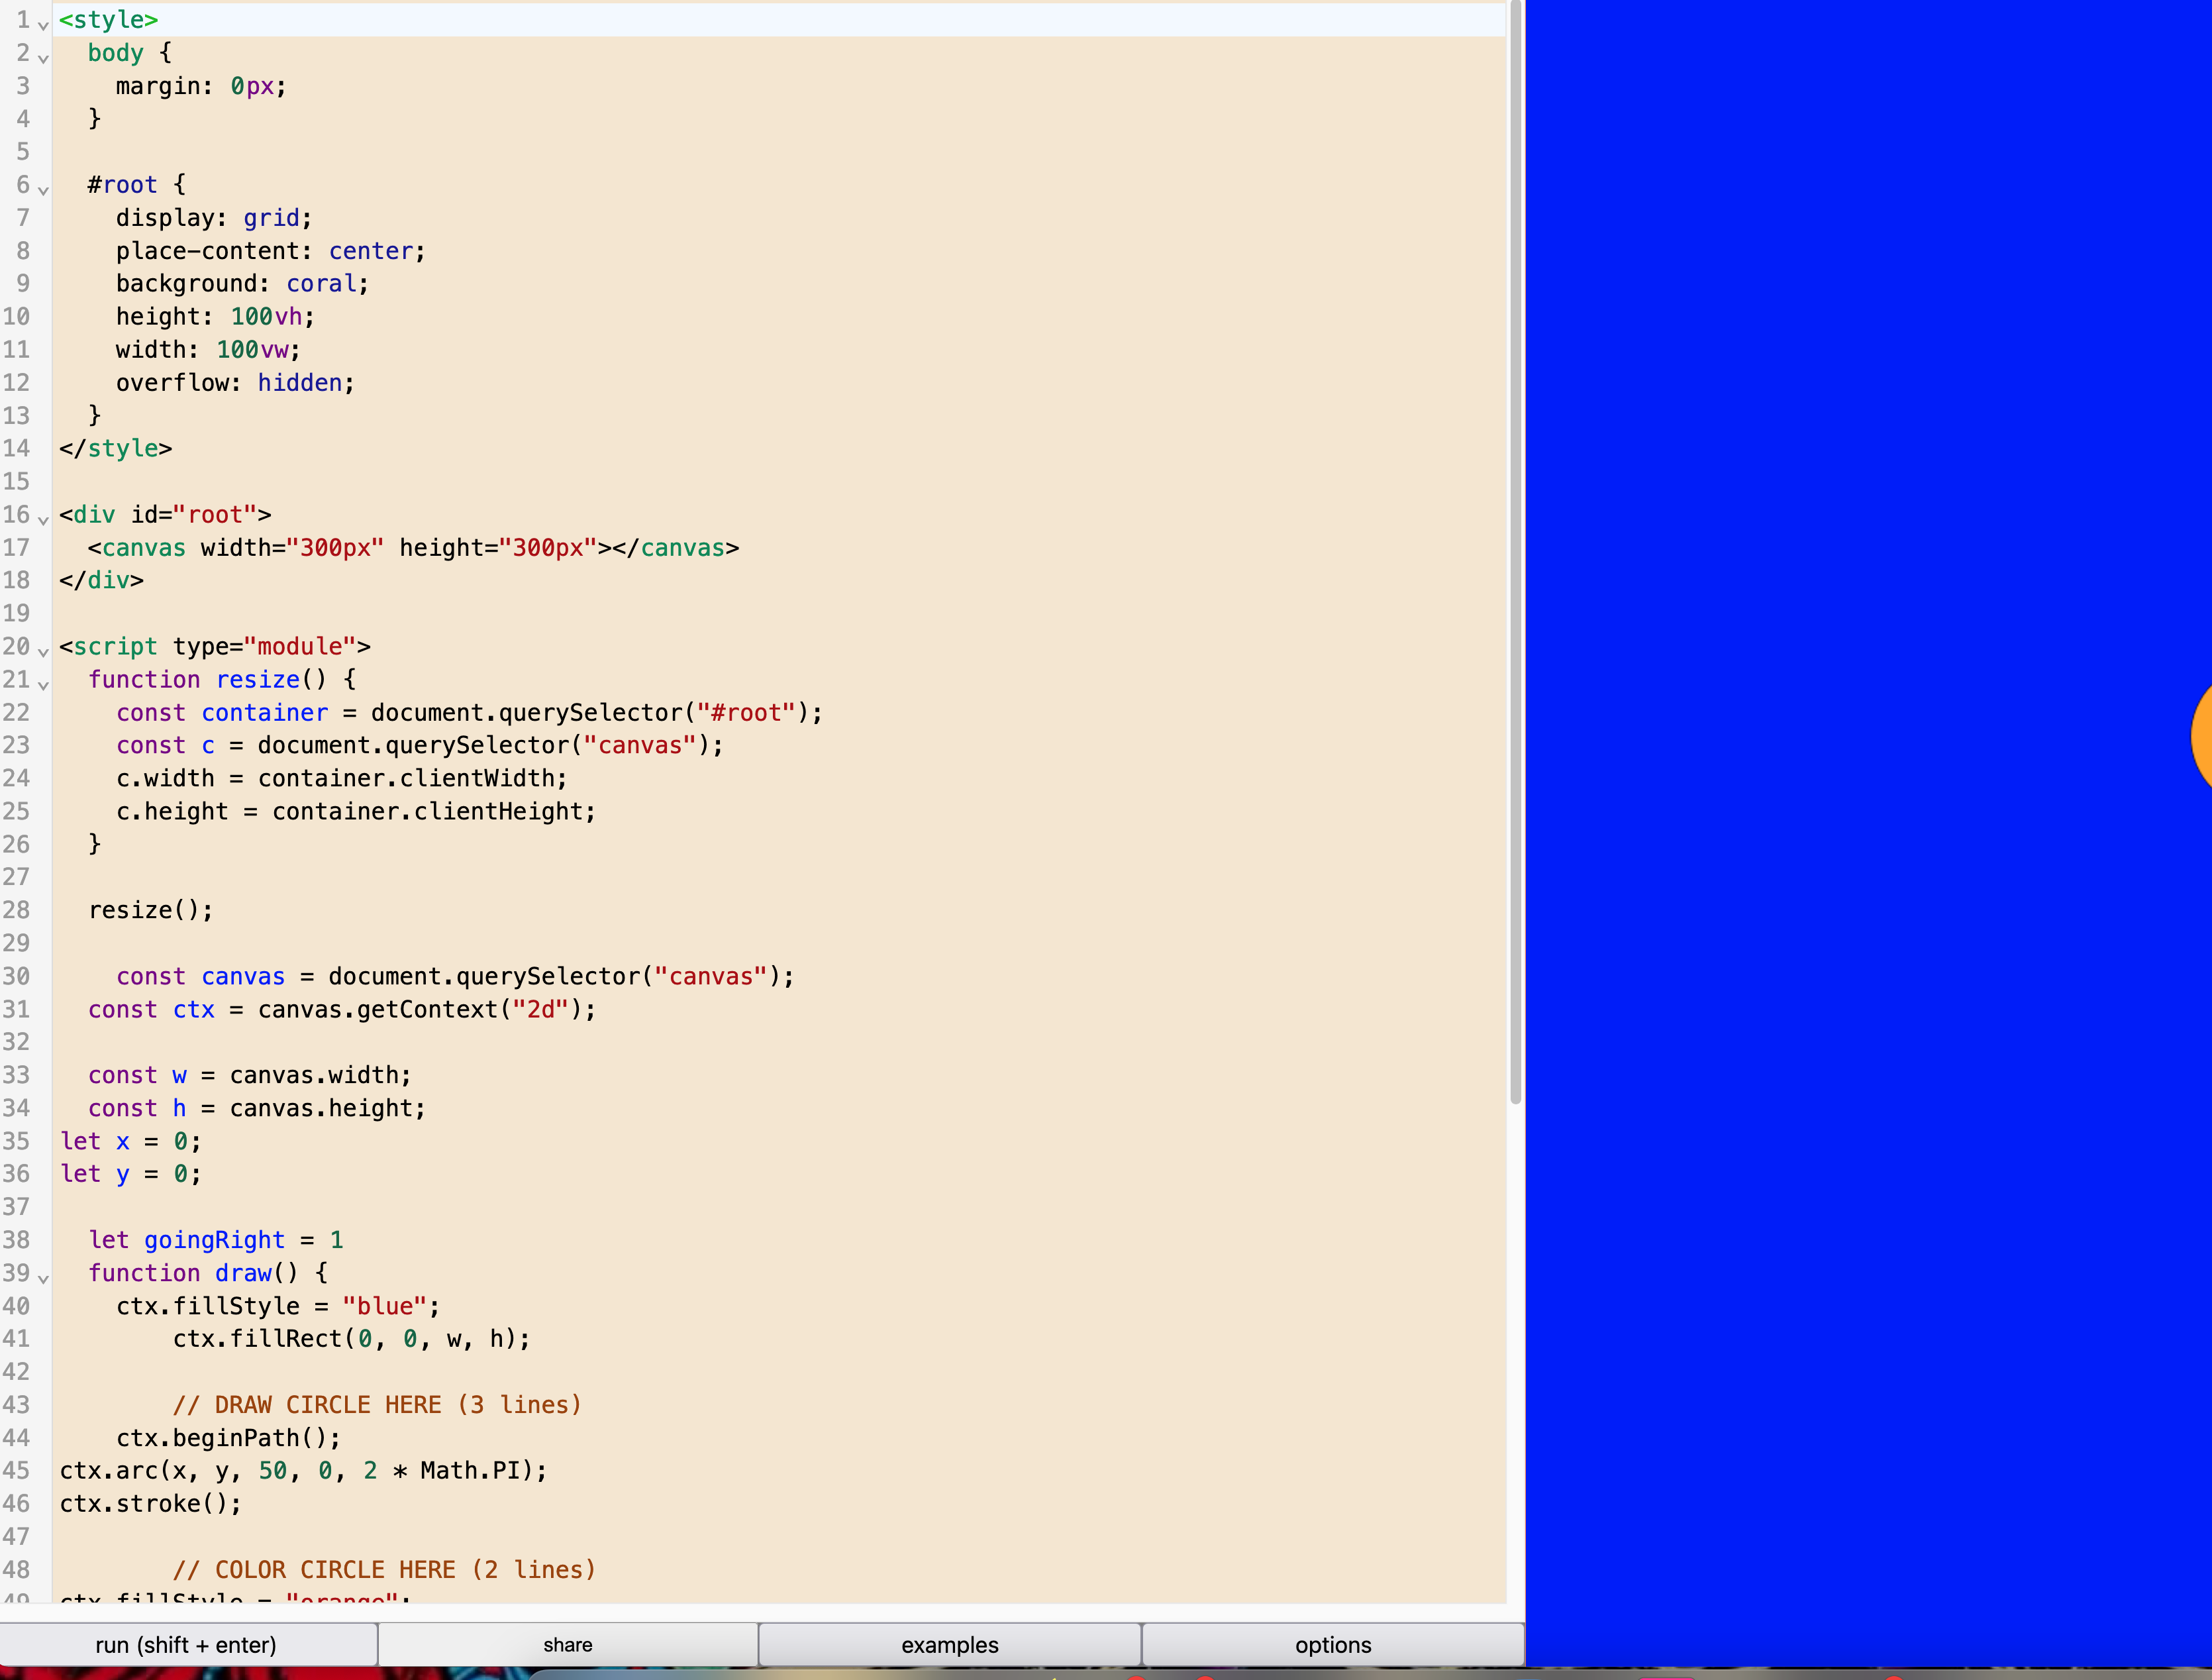 1 <style>
2 body {
3 margin: 0px;
4 }
5
6 #root {
7 display: grid;
8 place-content: center;
9 background: coral;
10 height: 100vh;
11 width: 100vw;
12 overflow: hidden;
13 }
14 </style>
15
16 <div id="root">
17 <canvas width="300px" height="300px"></canvas>
18 </div>
19
20 <script type="module">
21 function resize() {
22 const container = document.querySelector("#root");
23 const c = document.querySelector("canvas");
24 c.width = container.clientWidth;
25 c.height = container.clientHeight;
26 }
27
28 resize();
29
30 const canvas = document.querySelector("canvas");
31 const ctx = canvas.getContext("2d");
32
33 const w = canvas.width;
34 const h = canvas.height;
35 let x = 0;
36 let y = 0;
37
38 let goingRight = 1
39 function draw() {
40 ctx.fillStyle = "blue";
41 ctx.fillRect(0, 0, w, h);
42
43 // DRAW CIRCLE HERE (3 lines)
44 ctx.beginPath();
45 ctx.arc(x, y, 50, 0, 2 * Math.PI);
46 ctx.stroke();
47
48 // COLOR CIRCLE HERE (2 lines)
49 ctx.fillStyle = "orange";
run (shift + enter) share examples options